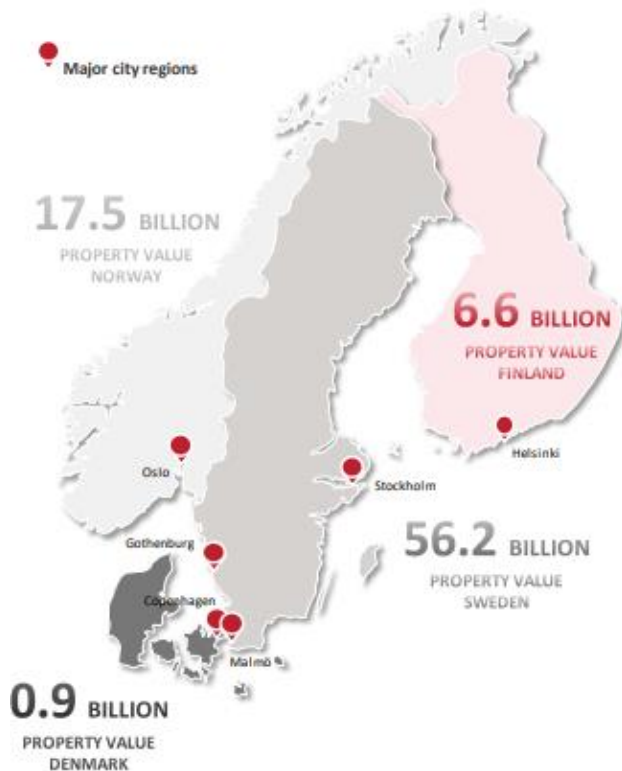 Major city regions
17.5 BILLION
PROPERTY VALUE
NORWAY
6.6 BILLION
PROPERTY VALUE
FINLAND
Helsinki
Oslo
Stockholm
Gothenburg
56.2 BILLION
PROPERTY VALUE
SWEDEN
Copenhagen
Malmö
0.9 BILLION
PROPERTY VALUE
DENMARK